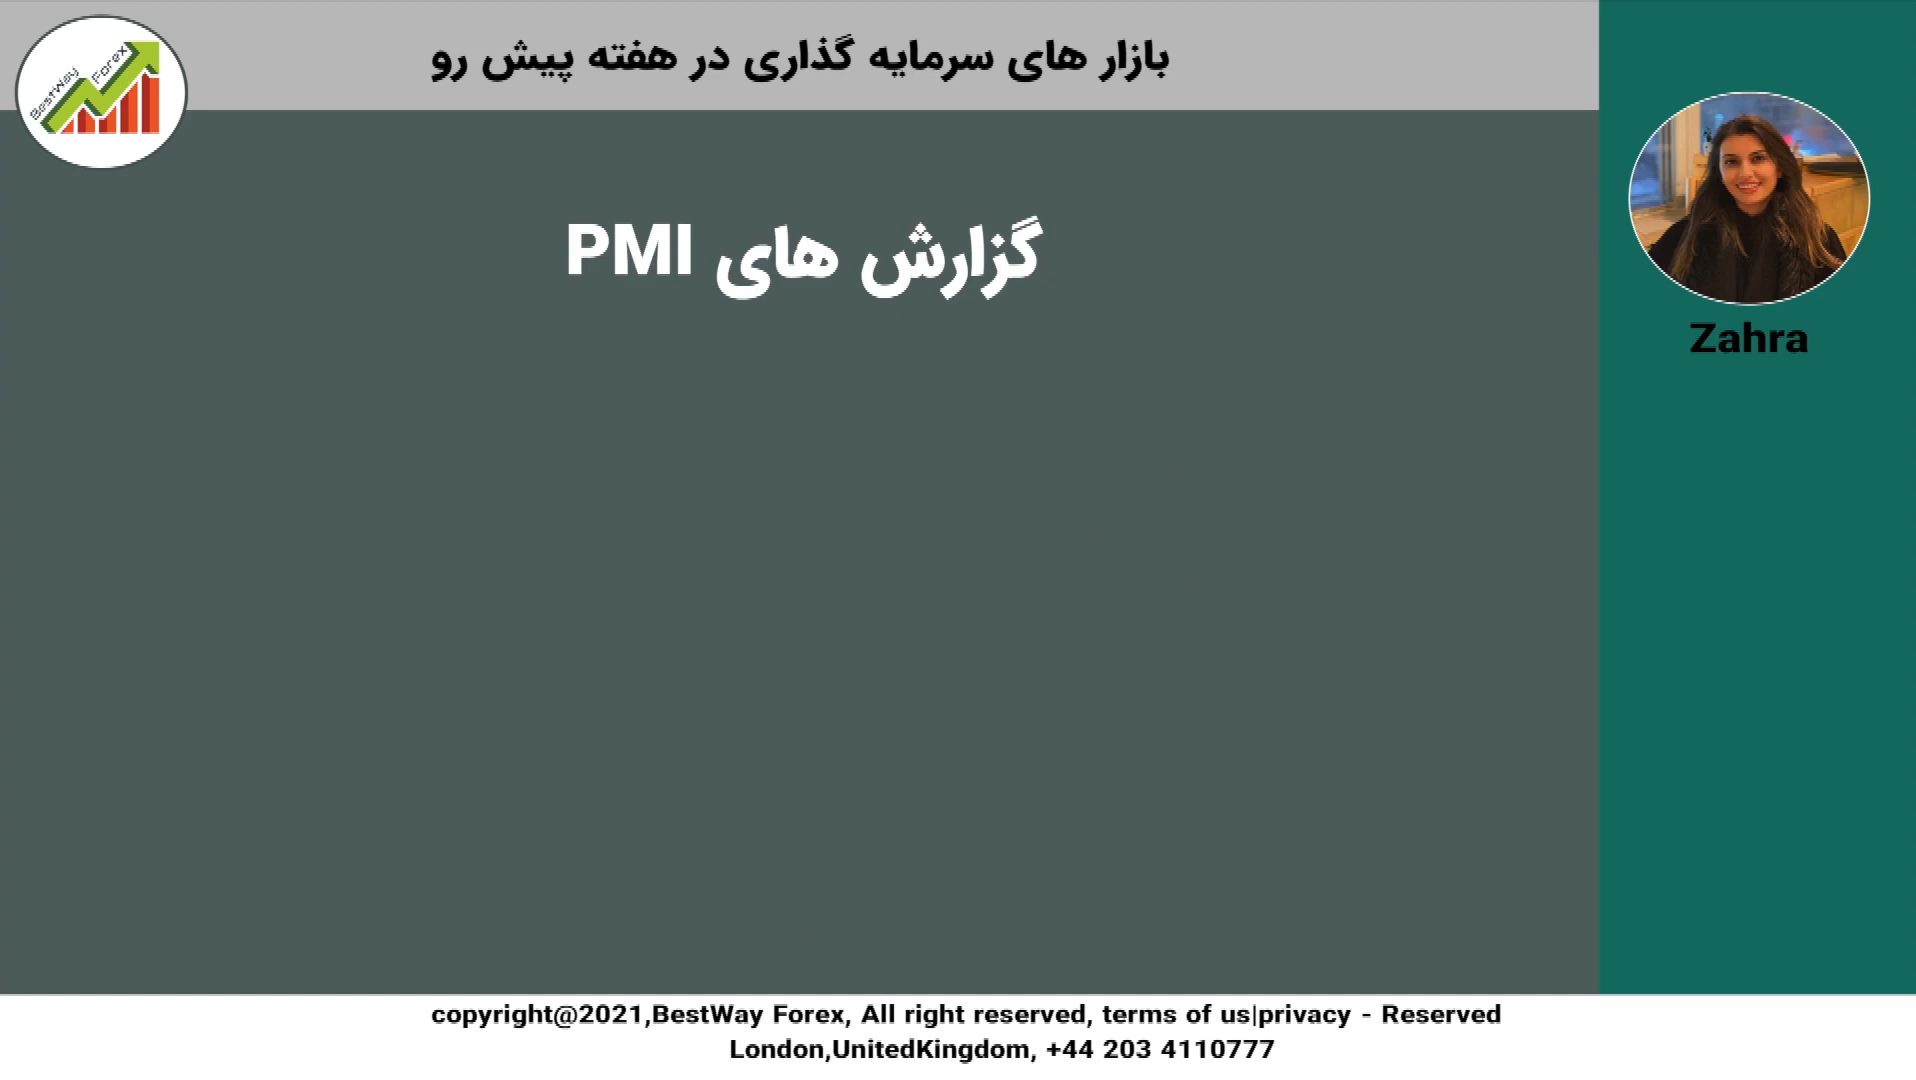 بازار های سرمایه گذاری در هفته پیش رو
BestWay Forex
گزارش های PMI
Zahra
copyright@2021,BestWay Forex, All right reserved, terms of us|privacy - Reserved
London,UnitedKingdom, +44 203 4110777